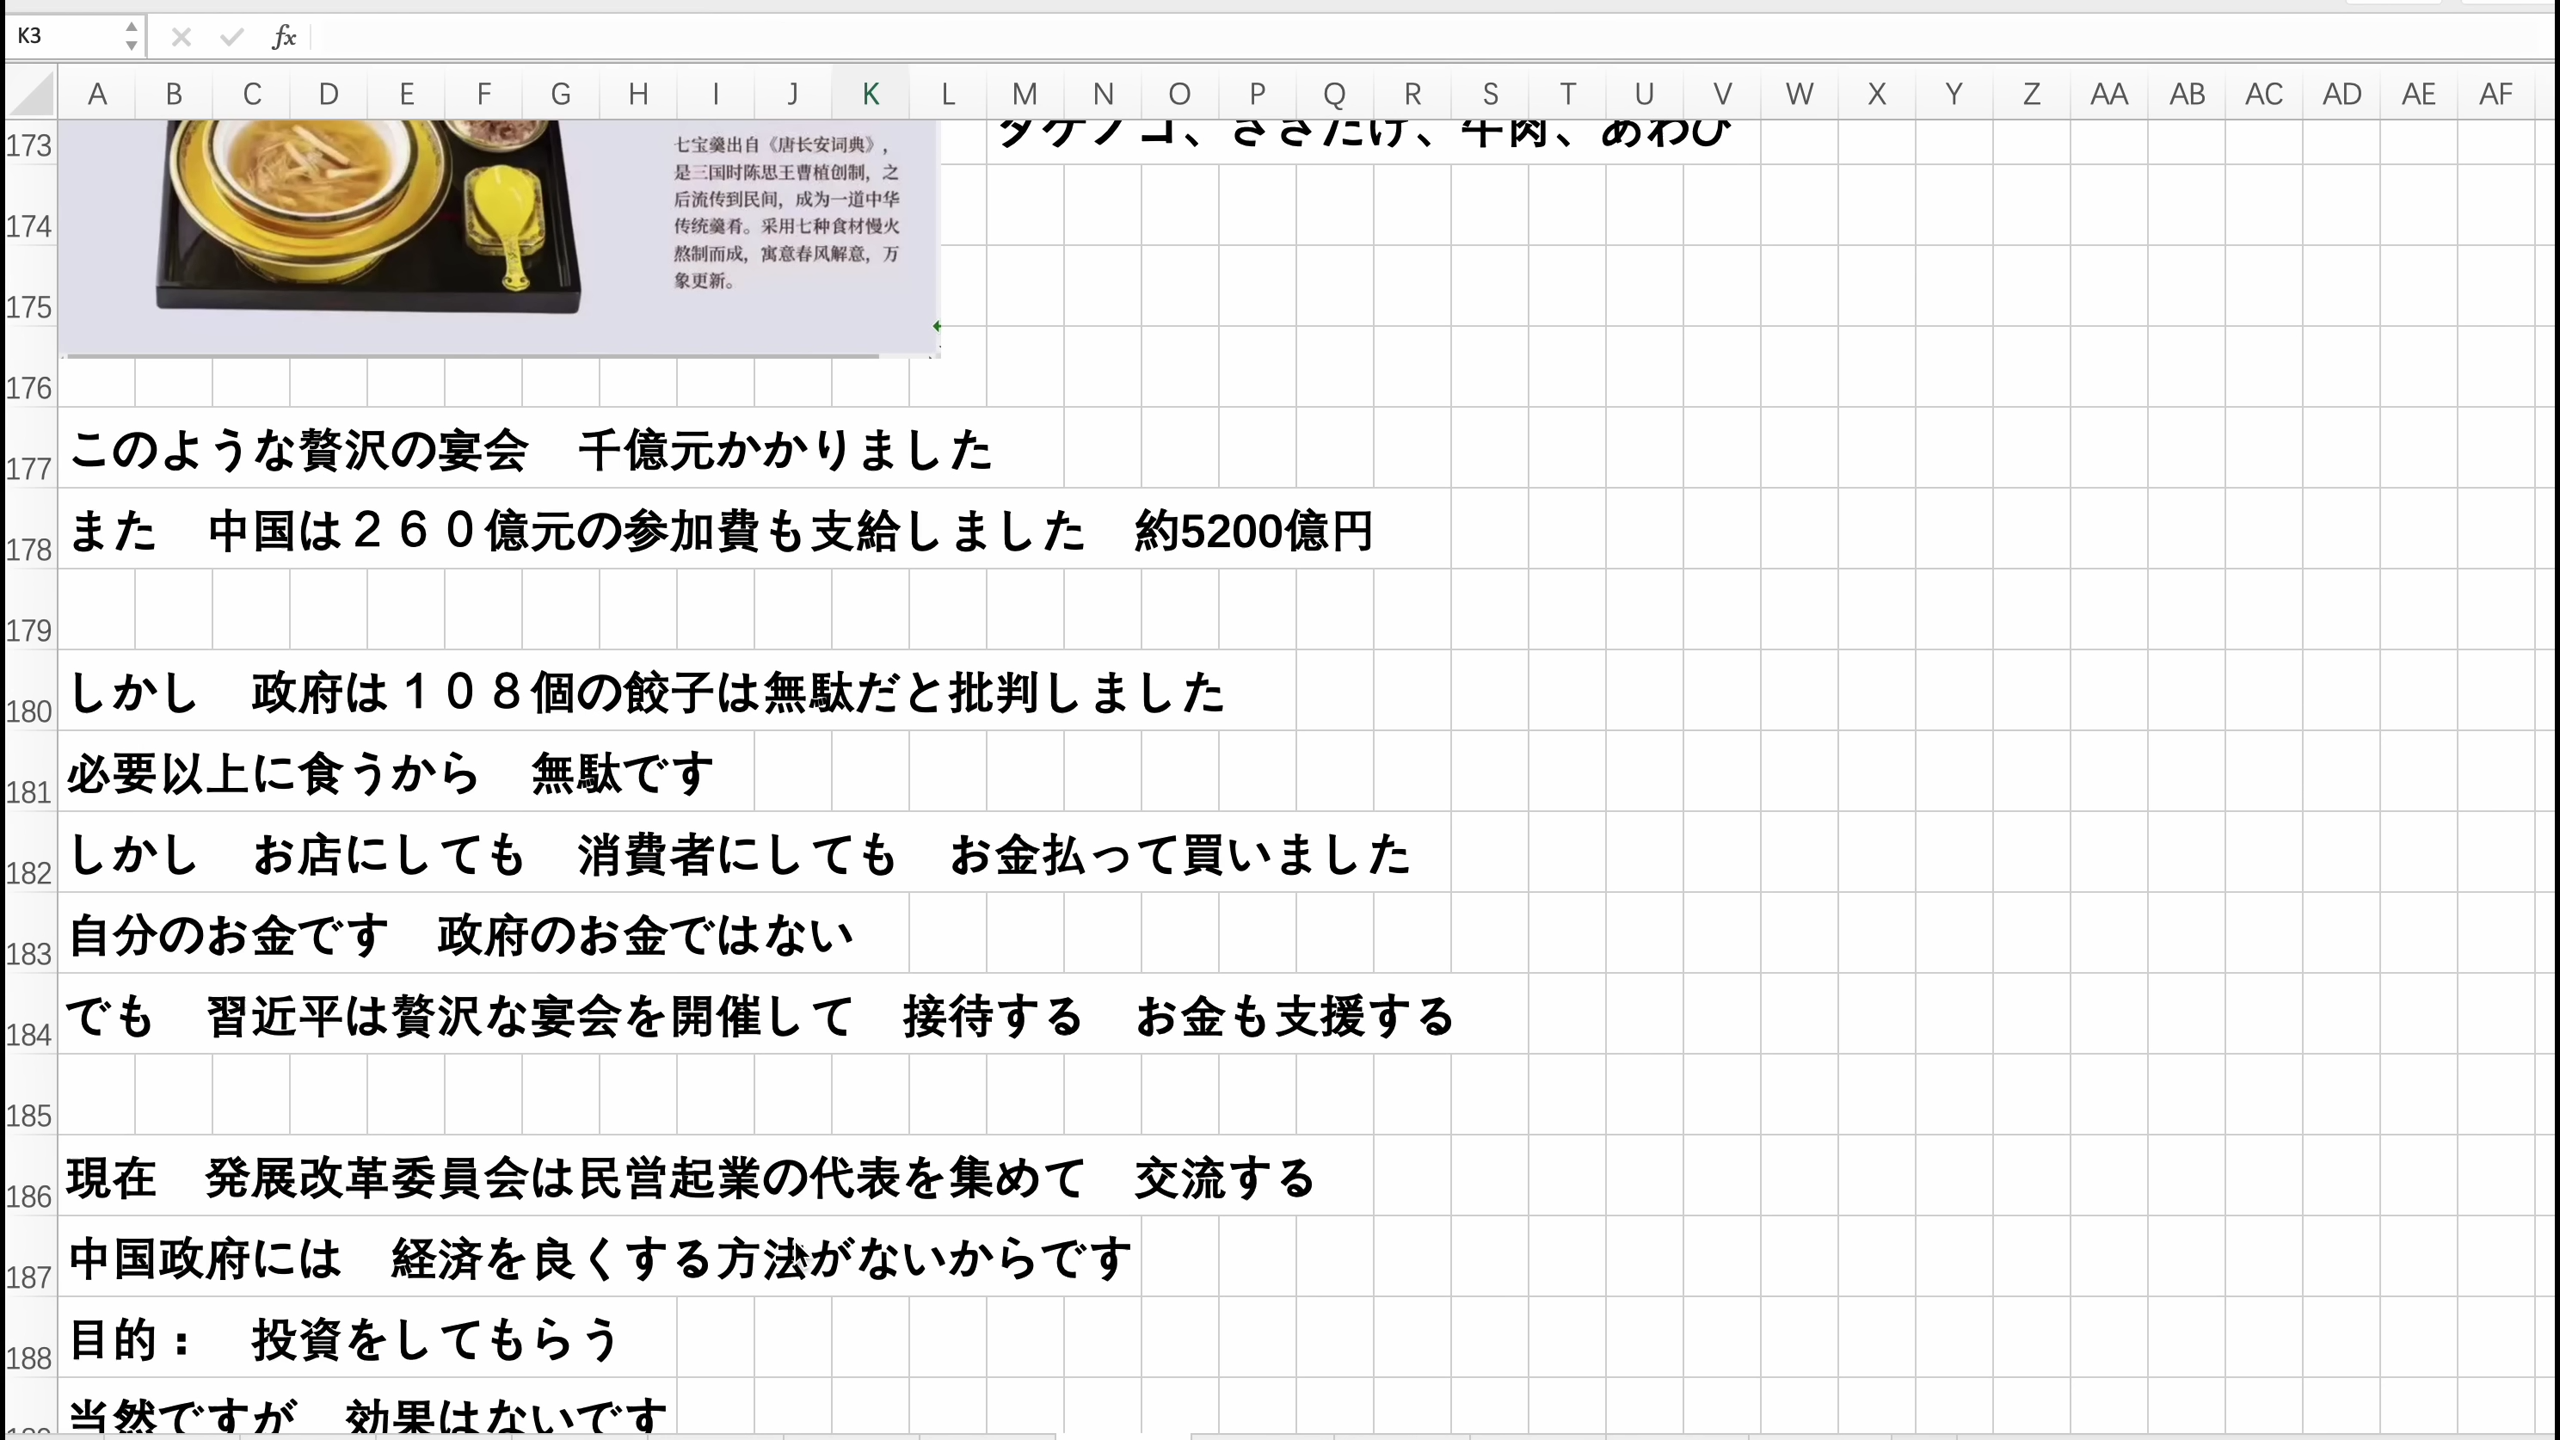 K3
fx
A B C D E F G H I J K L M N O P Q R S T U V W X Y Z AA AB AC AD AE AF
173
タケノコ、ささたけ、牛肉、あわび
七宝羹出自《唐长安词典》，
是三国时陈思王曹植创制，之
后流传到民间，成为一道中华
传统羹肴。采用七种食材慢火
熬制而成，寓意春风解意，万
象更新。
174
175
176
177 このような贅沢の宴会　千億元かかりました
178 また　中国は２６０億元の参加費も支給しました　約5200億円
179
180 しかし　政府は１０８個の餃子は無駄だと批判しました
181 必要以上に食うから　無駄です
182 しかし　お店にしても　消費者にしても　お金払って買いました
183 自分のお金です　政府のお金ではない
184 でも　習近平は贅沢な宴会を開催して　接待する　お金も支援する
185
186 現在　発展改革委員会は民営起業の代表を集めて　交流する
187 中国政府には　経済を良くする方法がないからです
188 目的：　投資をしてもらう
当然ですが　効果はないです